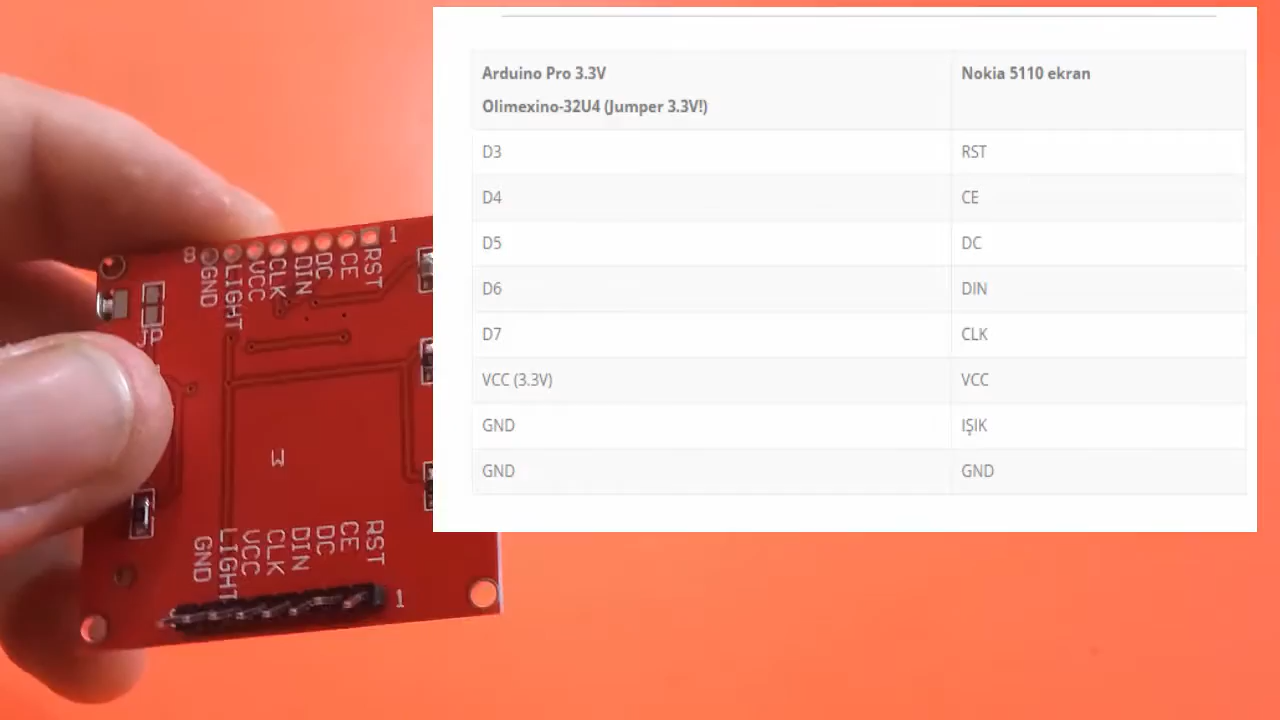 Arduino Pro 3.3V
Olimexino-32U4 (Jumper 3.3V!)
Nokia 5110 ekran
D3 RST
D4 CE
D5 DC
D6 DIN
D7 CLK
VCC (3.3V) VCC
GND IŞIK
GND GND
8 GND LIGHT VCC CLK DIN DC CE RST 1
JP
W
GND LIGHT VCC CLK DIN DC CE RST
1